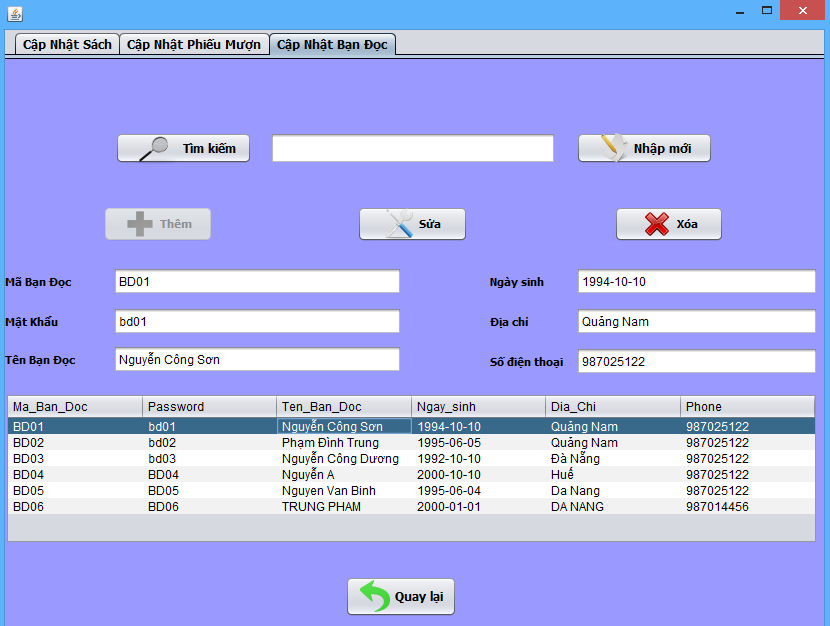 Cập Nhật Sách Cập Nhật Phiếu Mượn Cập Nhật Bạn Đọc
Tìm kiếm Nhập mới
Thêm Sửa Xóa
Mã Bạn Đọc BD01 Ngày sinh 1994-10-10
Mật Khẩu bd01 Địa chỉ Quảng Nam
Tên Bạn Đọc Nguyễn Công Sơn Số điện thoại 987025122
Ma_Ban_Doc Password Ten_Ban_Doc Ngay_sinh Dia_Chi Phone
BD01 bd01 Nguyễn Công Sơn 1994-10-10 Quảng Nam 987025122
BD02 bd02 Phạm Đình Trung 1995-06-05 Quảng Nam 987025122
BD03 bd03 Nguyễn Công Dương 1992-10-10 Đà Nẵng 987025122
BD04 BD04 Nguyễn A 2000-10-10 Huế 987025122
BD05 BD05 Nguyen Van Binh 1995-06-04 Da Nang 987025122
BD06 BD06 TRUNG PHAM 2000-01-01 DA NANG 987014456
Quay lại